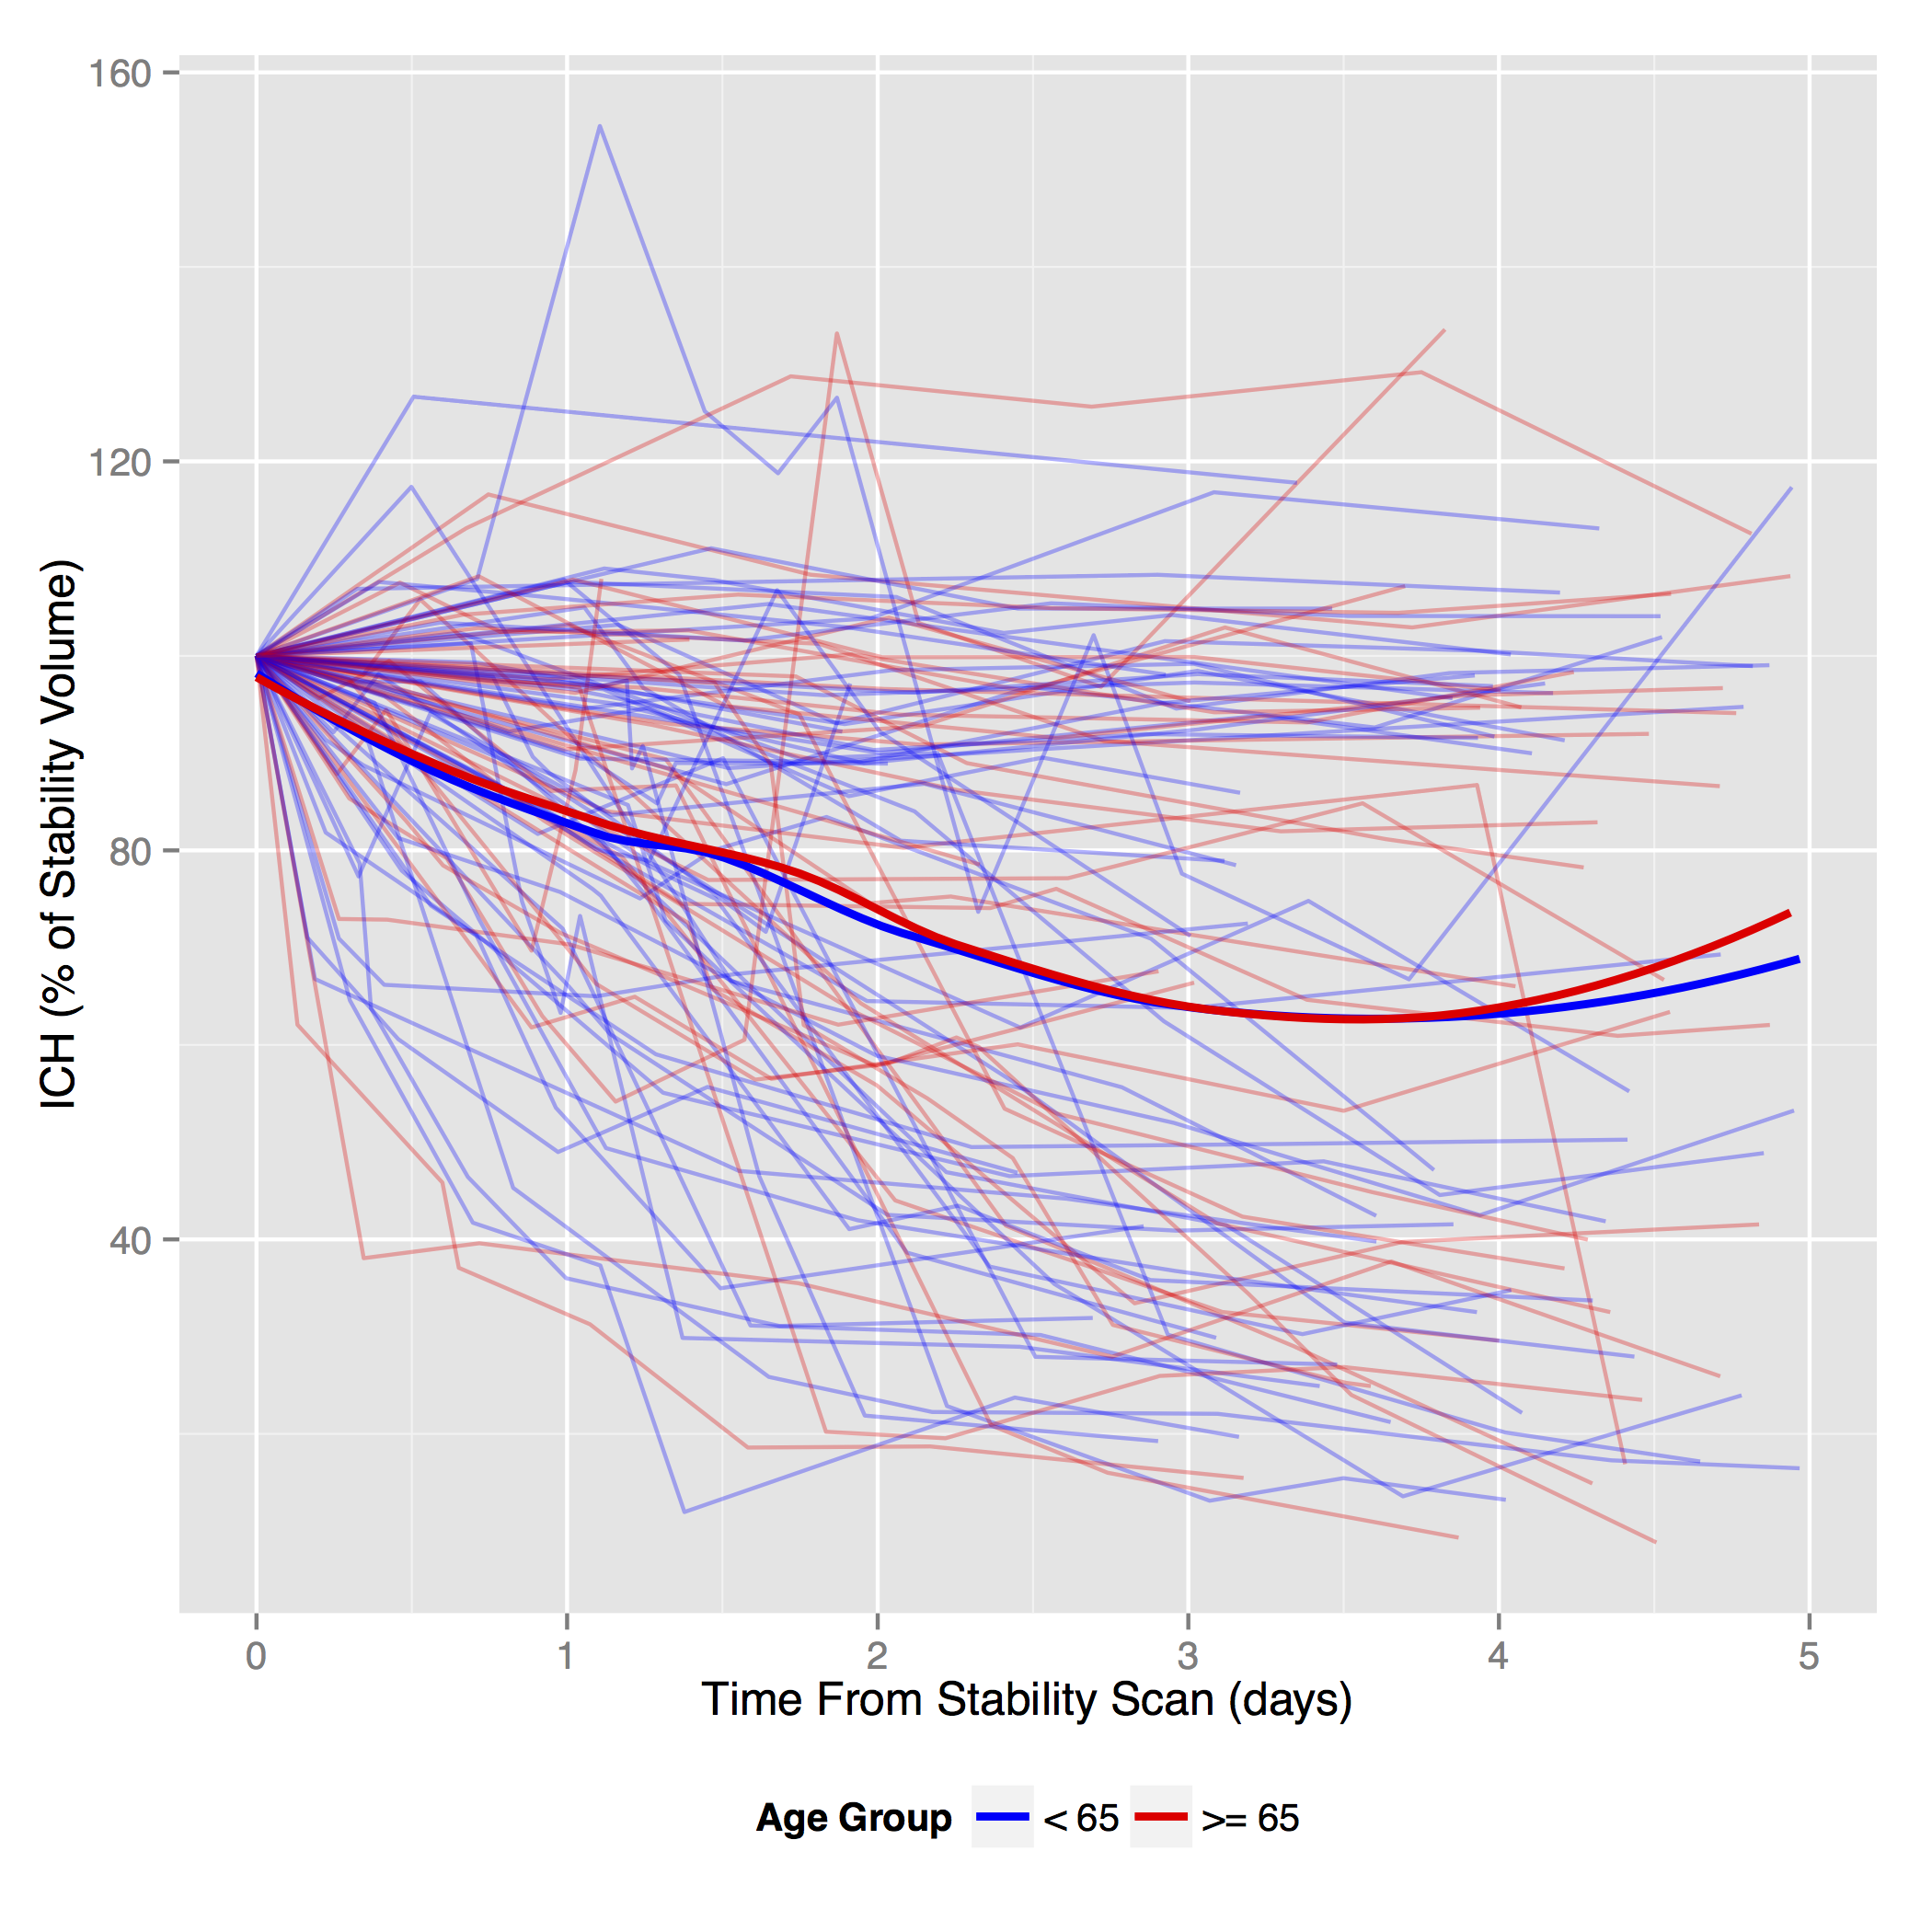 160
120
80
40
ICH (% of Stability Volume)
0 1 2 3 4 5
Time From Stability Scan (days)
Age Group < 65 >= 65